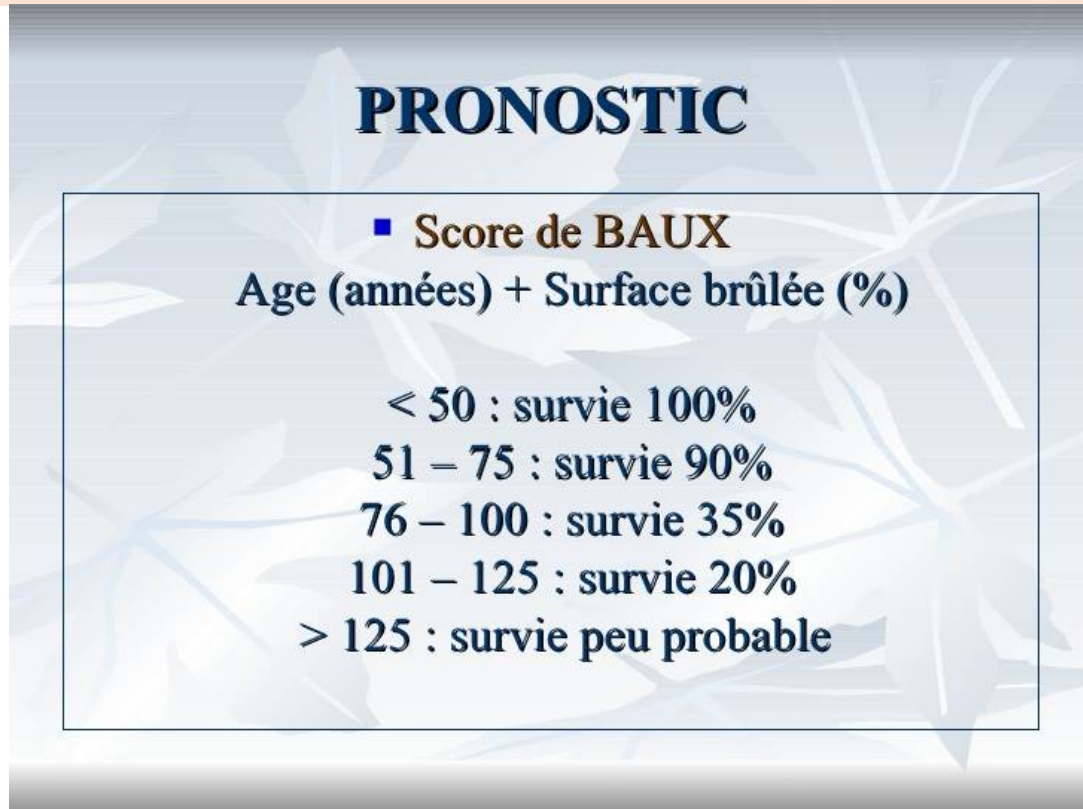 PRONOSTIC
Score de BAUX
Age (années) + Surface brûlée (%)
< 50 : survie 100%
51 – 75 : survie 90%
76 – 100 : survie 35%
101 – 125 : survie 20%
> 125 : survie peu probable